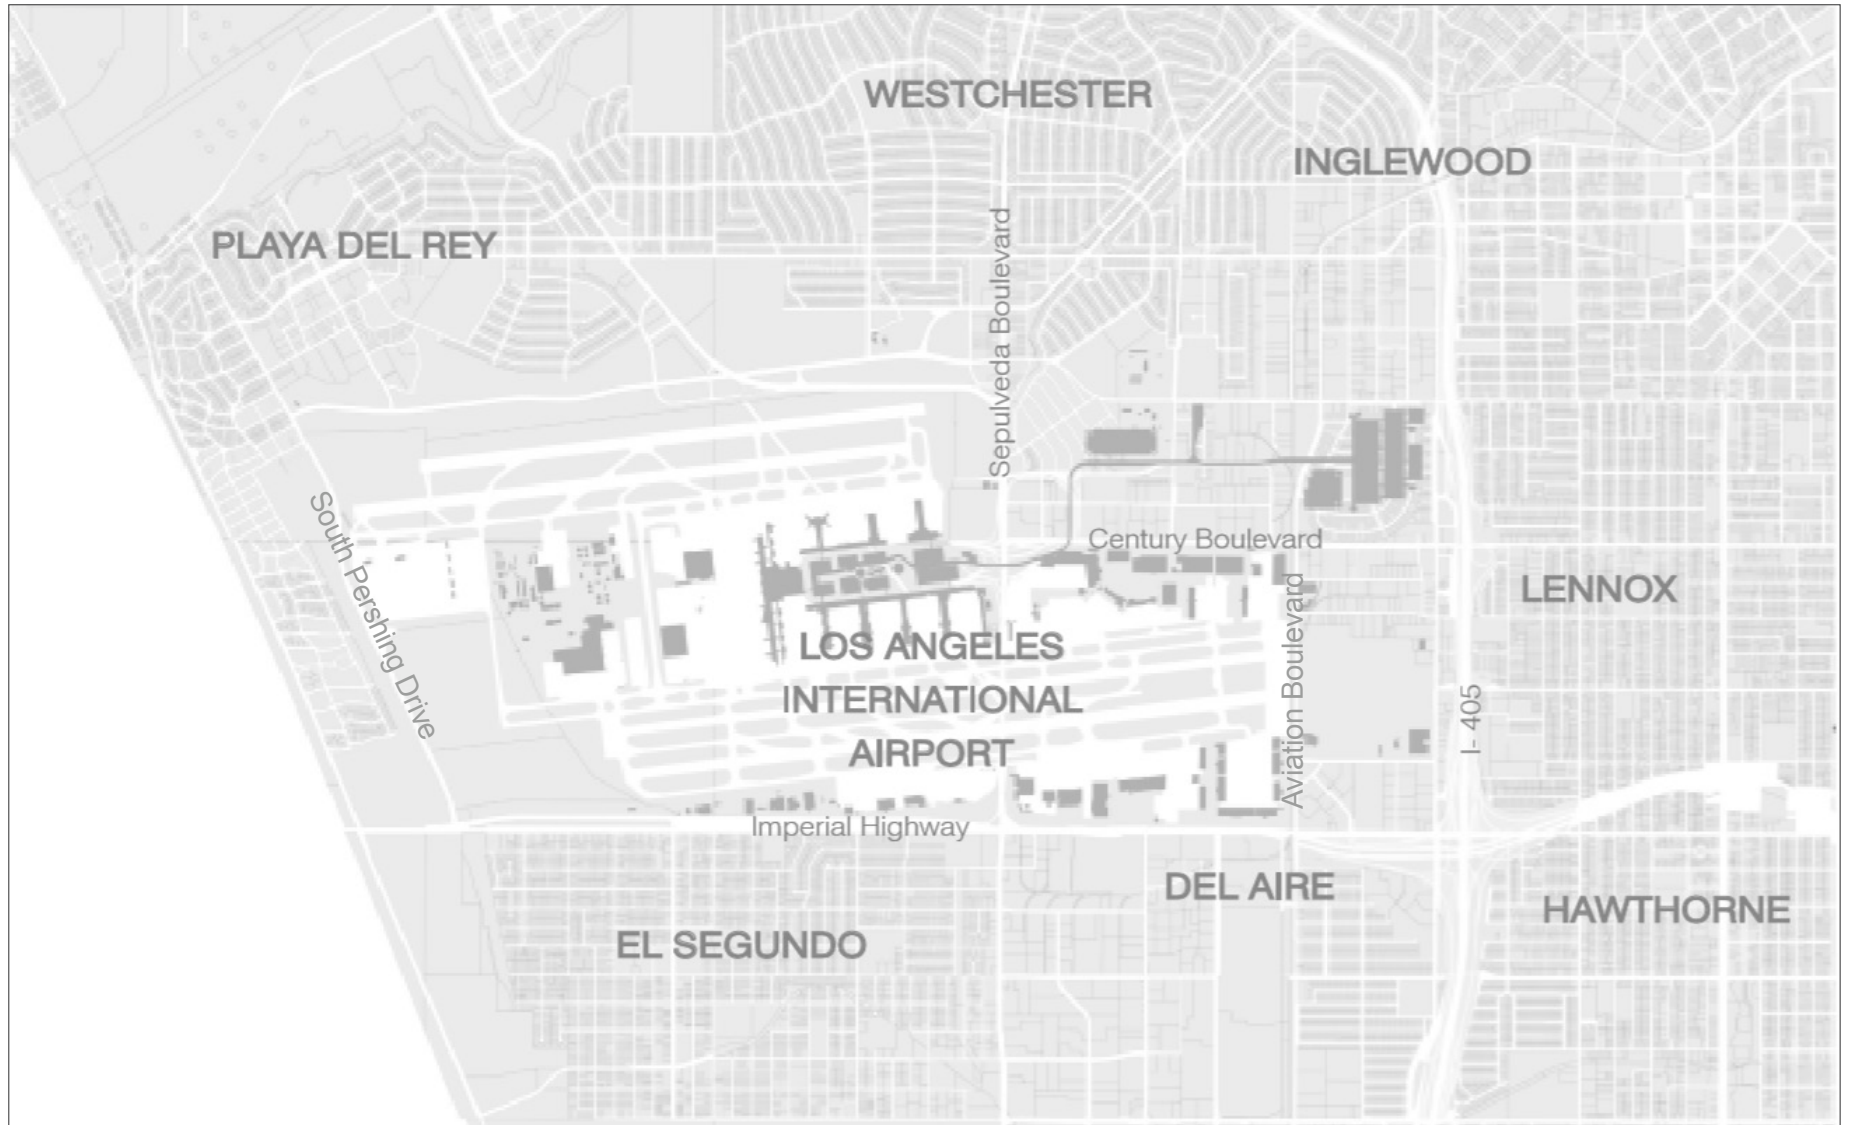 WESTCHESTER
INGLEWOOD
PLAYA DEL REY
Sepulveda Boulevard
South Pershing Drive
Century Boulevard
LENNOX
Aviation Boulevard
LOS ANGELES
INTERNATIONAL
AIRPORT
I- 405
Imperial Highway
DEL AIRE
HAWTHORNE
EL SEGUNDO